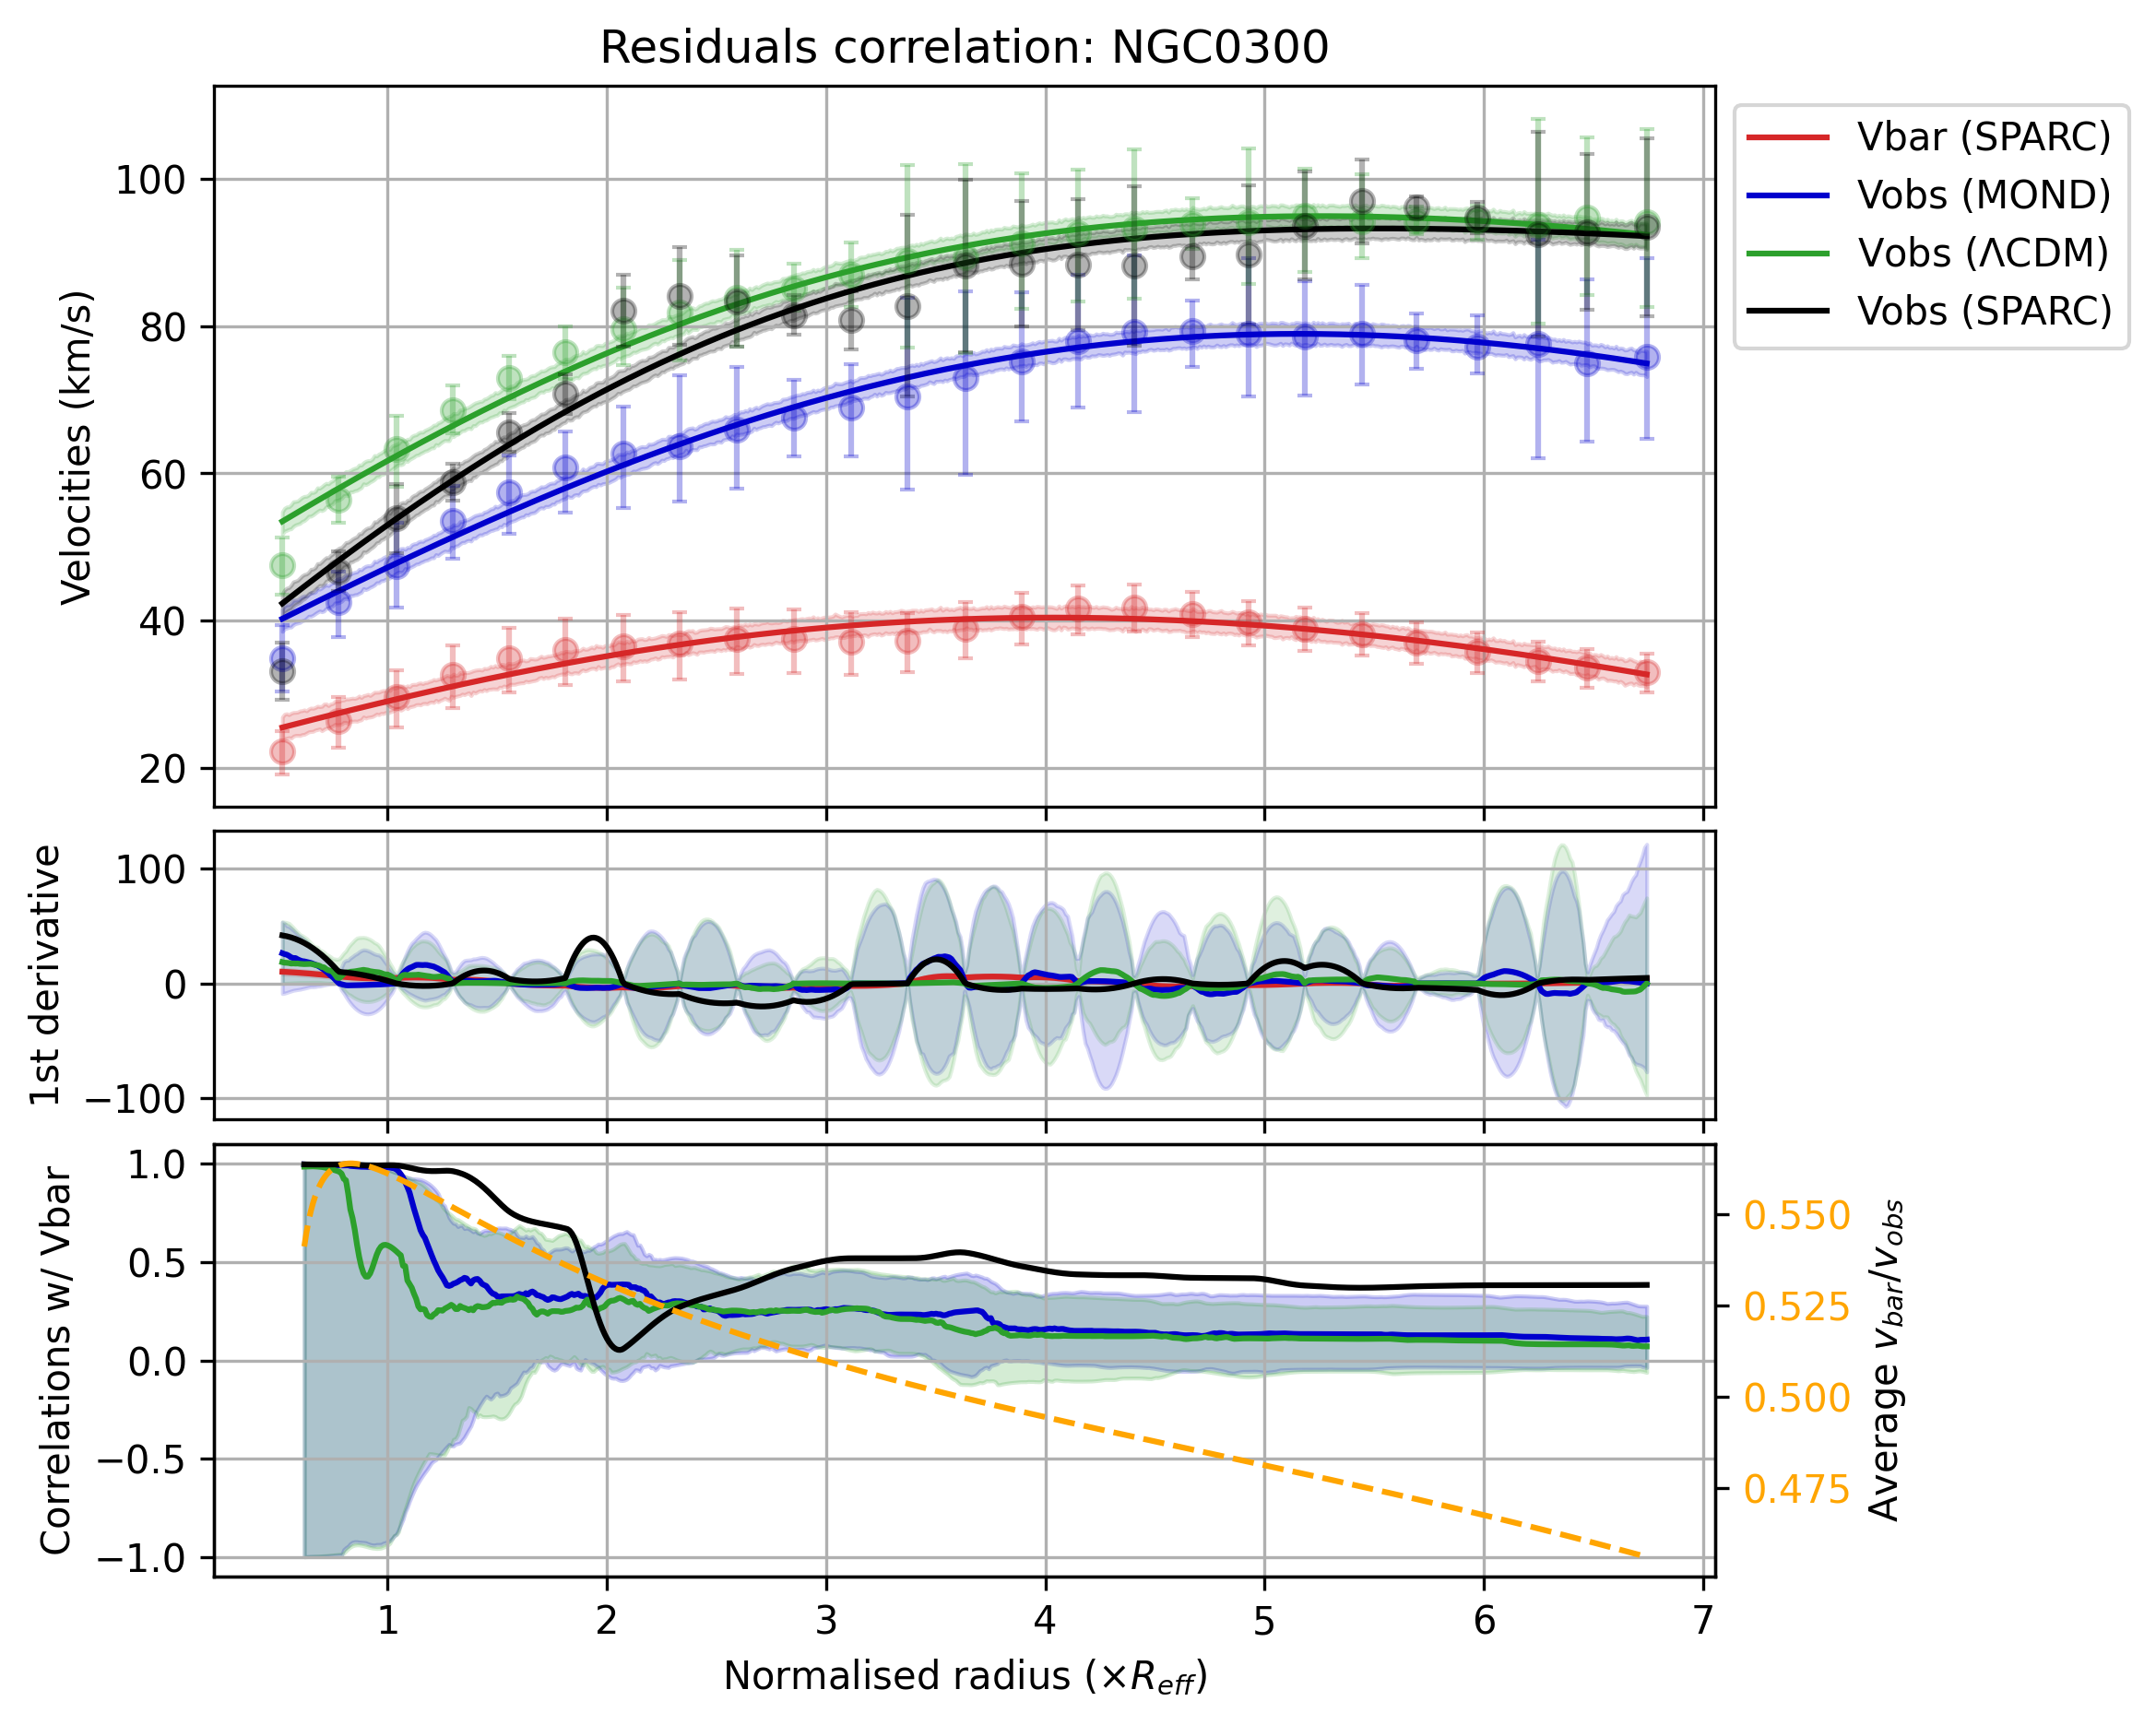 Residuals correlation: NGC0300
Vbar (SPARC)
Vobs (MOND)
Vobs (ΛCDM)
Vobs (SPARC)
Velocities (km/s)
100
80
60
40
20
1st derivative
100
0
−100
Correlations w/ Vbar
1.0
0.5
0.0
−0.5
−1.0
0.550
0.525
0.500
0.475
Average v_bar/v_obs
1 2 3 4 5 6 7
Normalised radius (×R_eff)